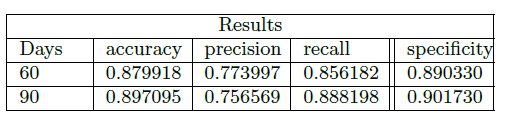 Results
Days accuracy precision recall specificity
60 0.879918 0.773997 0.856182 0.890330
90 0.897095 0.756569 0.888198 0.901730